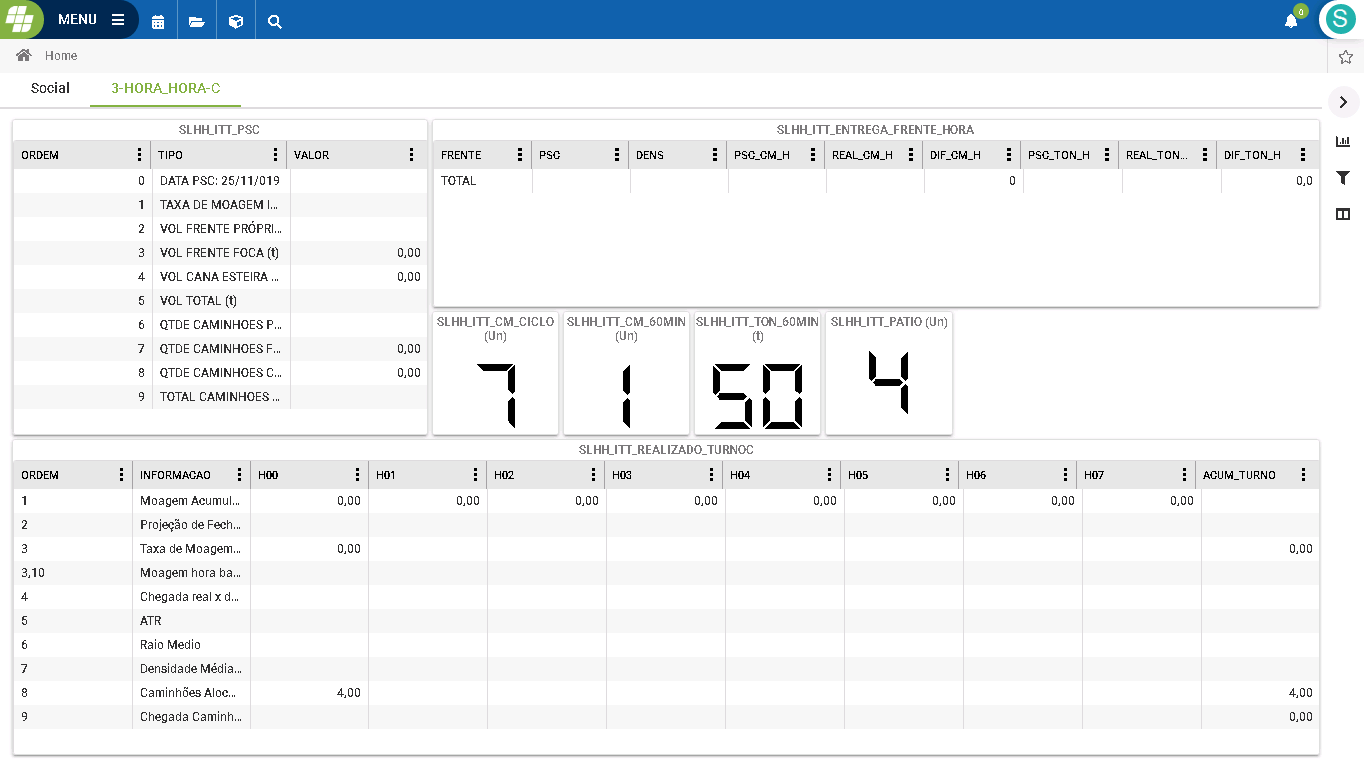 MENU
0
S
Home
Social 3-HORA_HORA-C
SLHH_ITT_PSC
ORDEM TIPO VALOR
0 DATA PSC: 25/11/019
1 TAXA DE MOAGEM I...
2 VOL FRENTE PRÓPRI...
3 VOL FRENTE FOCA (t) 0,00
4 VOL CANA ESTEIRA ... 0,00
5 VOL TOTAL (t)
6 QTDE CAMINHOES P...
7 QTDE CAMINHOES F... 0,00
8 QTDE CAMINHOES C... 0,00
9 TOTAL CAMINHOES ...
SLHH_ITT_ENTREGA_FRENTE_HORA
FRENTE PSC DENS PSC_CM_H REAL_CM_H DIF_CM_H PSC_TON_H REAL_TON... DIF_TON_H
TOTAL 0 0,0
SLHH_ITT_CM_CICLO
(Un)
7
SLHH_ITT_CM_60MIN
(Un)
1
SLHH_ITT_TON_60MIN
(t)
50
SLHH_ITT_PATIO (Un)
4
SLHH_ITT_REALIZADO_TURNOC
ORDEM INFORMACAO H00 H01 H02 H03 H04 H05 H06 H07 ACUM_TURNO
1 Moagem Acumul... 0,00 0,00 0,00 0,00 0,00 0,00 0,00 0,00
2 Projeção de Fech...
3 Taxa de Moagem... 0,00 0,00
3,10 Moagem hora ba...
4 Chegada real x d...
5 ATR
6 Raio Medio
7 Densidade Média...
8 Caminhões Aloc... 4,00 4,00
9 Chegada Caminh... 0,00